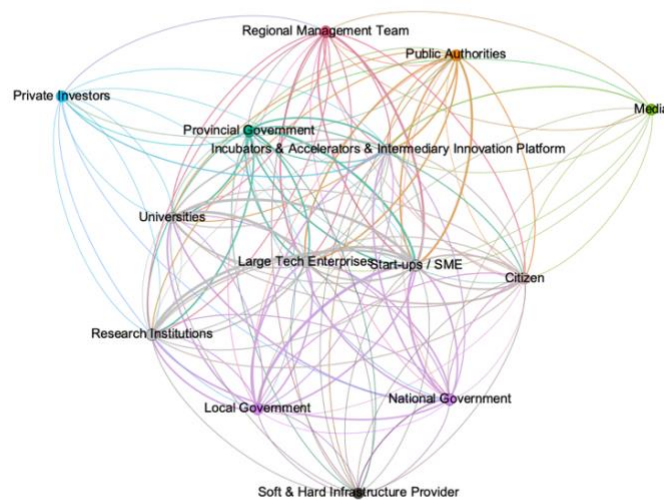 Regional Management Team
Public Authorities
Private Investors
Media
Provincial Government
Incubators & Accelerators & Intermediary Innovation Platform
Universities
Large Tech Enterprises
Start-ups / SME
Citizen
Research Institutions
National Government
Local Government
Soft & Hard Infrastructure Provider